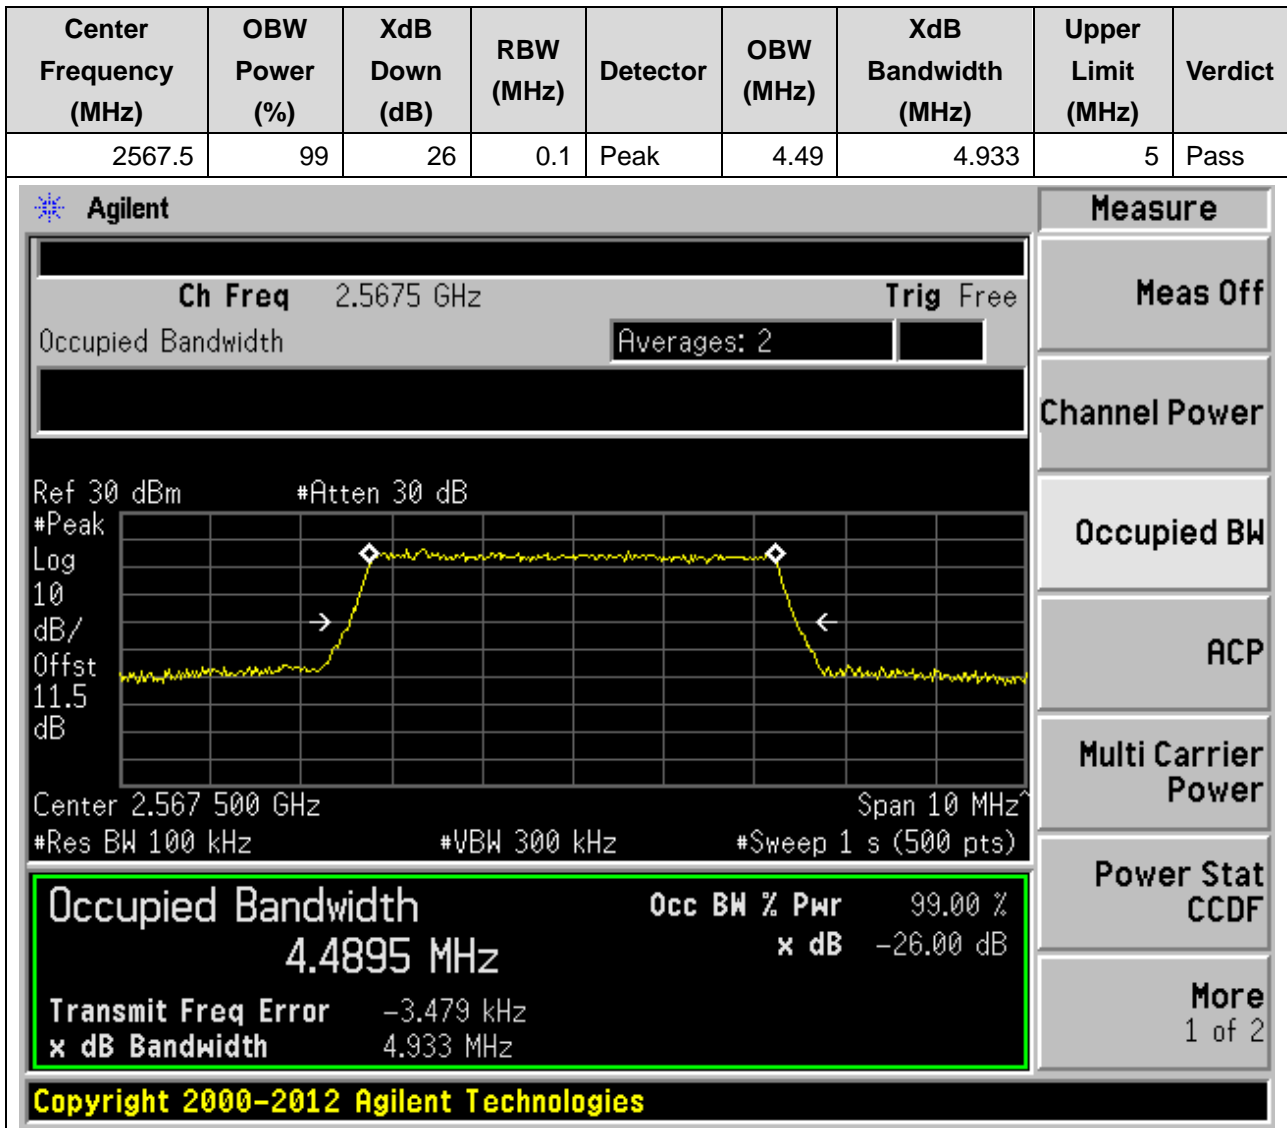 Center Frequency (MHz) OBW Power (%) XdB Down (dB) RBW (MHz) Detector OBW (MHz) XdB Bandwidth (MHz) Upper Limit (MHz) Verdict
2567.5 99 26 0.1 Peak 4.49 4.933 5 Pass
Agilent
Measure
Ch Freq 2.5675 GHz Trig Free
Meas Off
Occupied Bandwidth Averages: 2
Channel Power
Ref 30 dBm #Atten 30 dB
#Peak
Log
10
dB/
Offst
11.5
dB
Occupied BW
ACP
Multi Carrier
Power
Center 2.567 500 GHz Span 10 MHz^
#Res BW 100 kHz #VBW 300 kHz #Sweep 1 s (500 pts)
Power Stat
CCDF
Occupied Bandwidth Occ BW % Pwr 99.00 %
4.4895 MHz x dB -26.00 dB
Transmit Freq Error -3.479 kHz
x dB Bandwidth 4.933 MHz
More
1 of 2
Copyright 2000-2012 Agilent Technologies